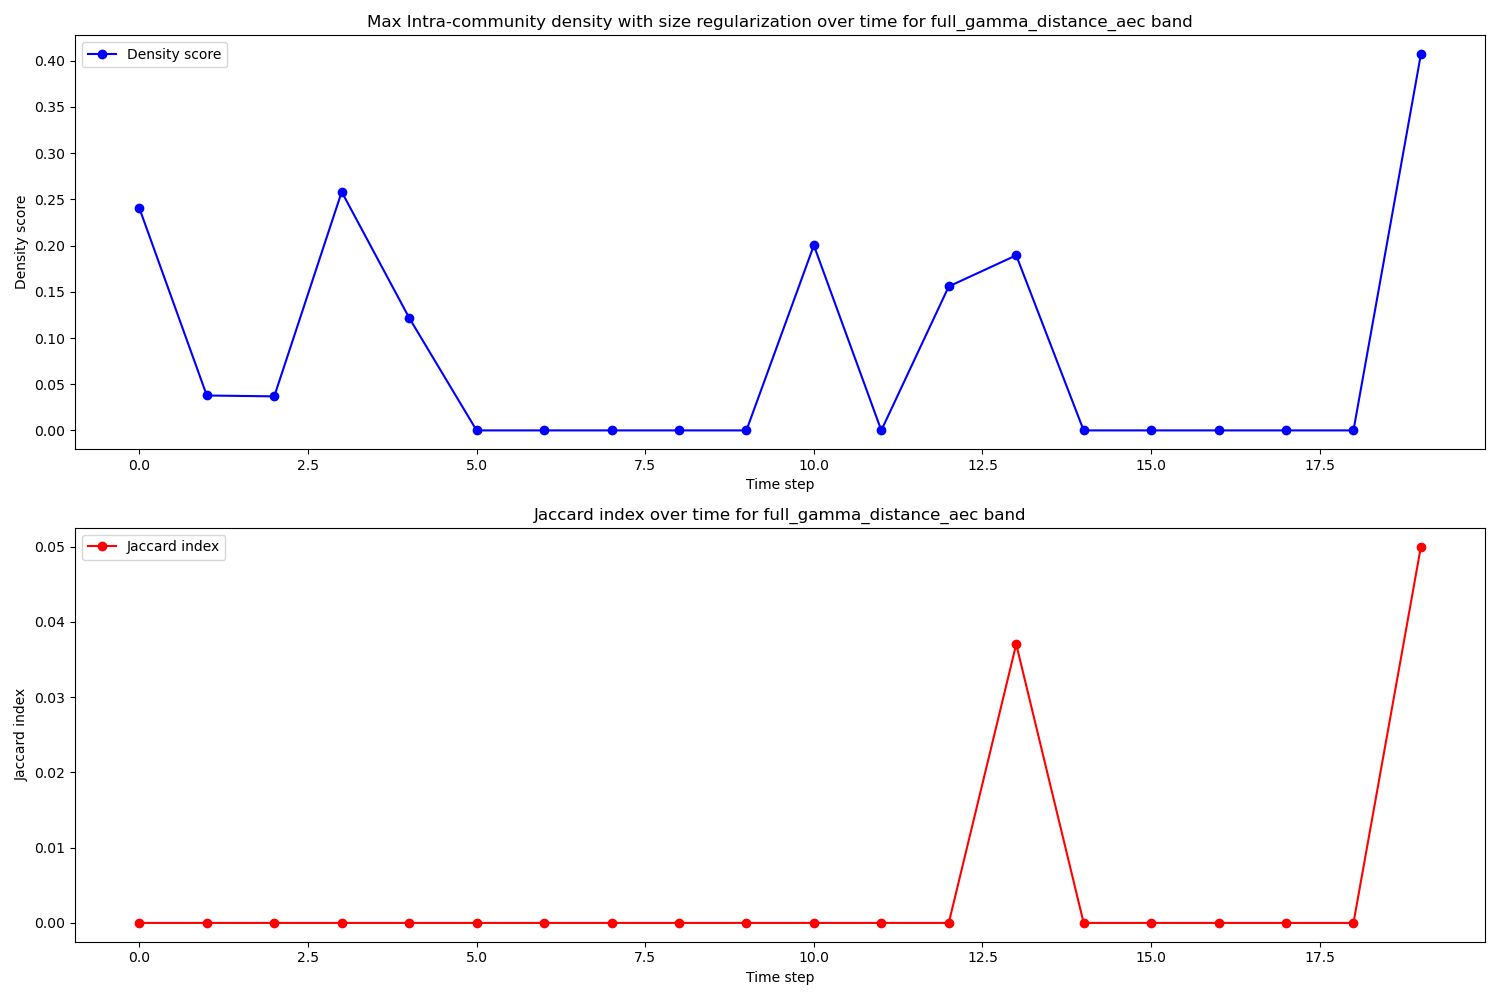 Max Intra-community density with size regularization over time for full_gamma_distance_aec band
Density score
0.40
0.35
0.30
0.25
0.20
0.15
0.10
0.05
0.00
Density score
0.0 2.5 5.0 7.5 10.0 12.5 15.0 17.5
Time step
Jaccard index over time for full_gamma_distance_aec band
Jaccard index
0.05
0.04
0.03
0.02
0.01
0.00
Jaccard index
0.0 2.5 5.0 7.5 10.0 12.5 15.0 17.5
Time step